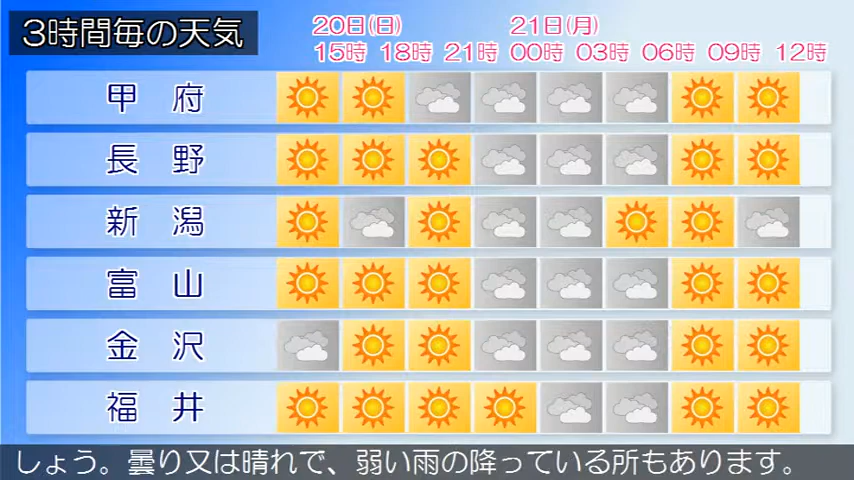 3時間毎の天気
20日(日) 21日(月)
15時 18時 21時 00時 03時 06時 09時 12時
甲 府
長 野
新 潟
富 山
金 沢
福 井
しょう。曇り又は晴れで、弱い雨の降っている所もあります。